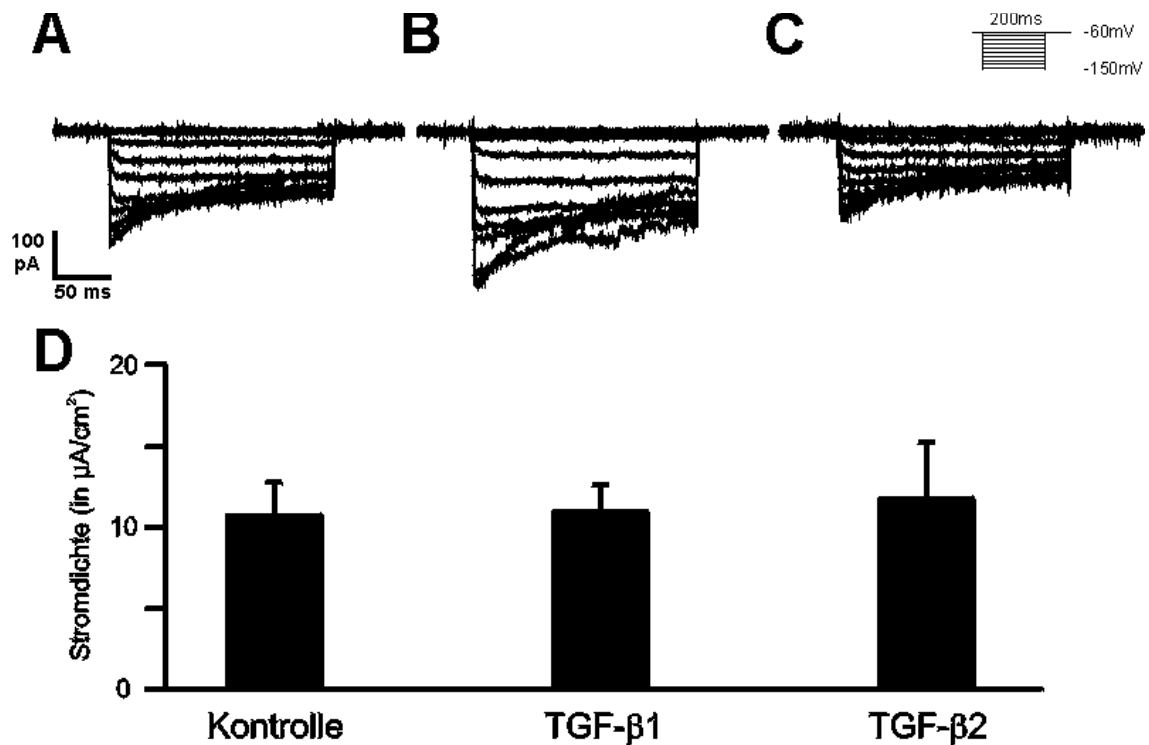 A
B
C
200ms
-60mV
-150mV
100
pA
50 ms
D
Stromdichte (in µA/cm²)
20
10
0
Kontrolle
TGF-β1
TGF-β2